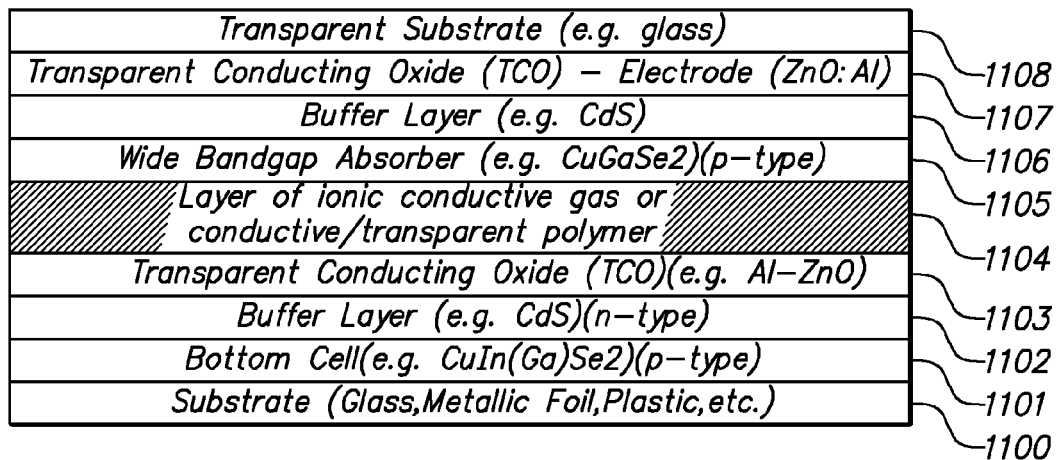 Transparent Substrate (e.g. glass)
1108
Transparent Conducting Oxide (TCO) – Electrode (ZnO: Al)
1107
Buffer Layer (e.g. CdS)
1106
Wide Bandgap Absorber (e.g. CuGaSe2)(p–type)
1105
Layer of ionic conductive gas or
conductive/transparent polymer
1104
Transparent Conducting Oxide (TCO)(e.g. Al–ZnO)
1103
Buffer Layer (e.g. CdS)(n–type)
1102
Bottom Cell(e.g. CuIn(Ga)Se2)(p–type)
1101
Substrate (Glass,Metallic Foil,Plastic,etc.)
1100